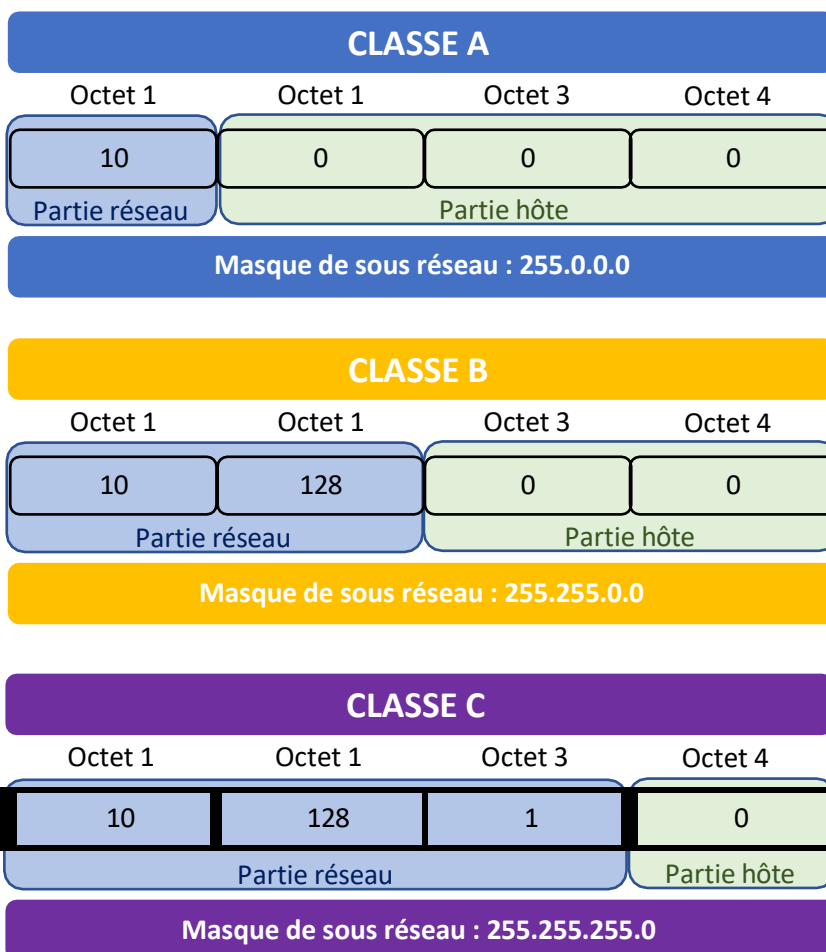 CLASSE A
Octet 1 Octet 1 Octet 3 Octet 4
10 0 0 0
Partie réseau Partie hôte
Masque de sous réseau : 255.0.0.0
CLASSE B
Octet 1 Octet 1 Octet 3 Octet 4
10 128 0 0
Partie réseau Partie hôte
Masque de sous réseau : 255.255.0.0
CLASSE C
Octet 1 Octet 1 Octet 3 Octet 4
10 128 1 0
Partie réseau Partie hôte
Masque de sous réseau : 255.255.255.0